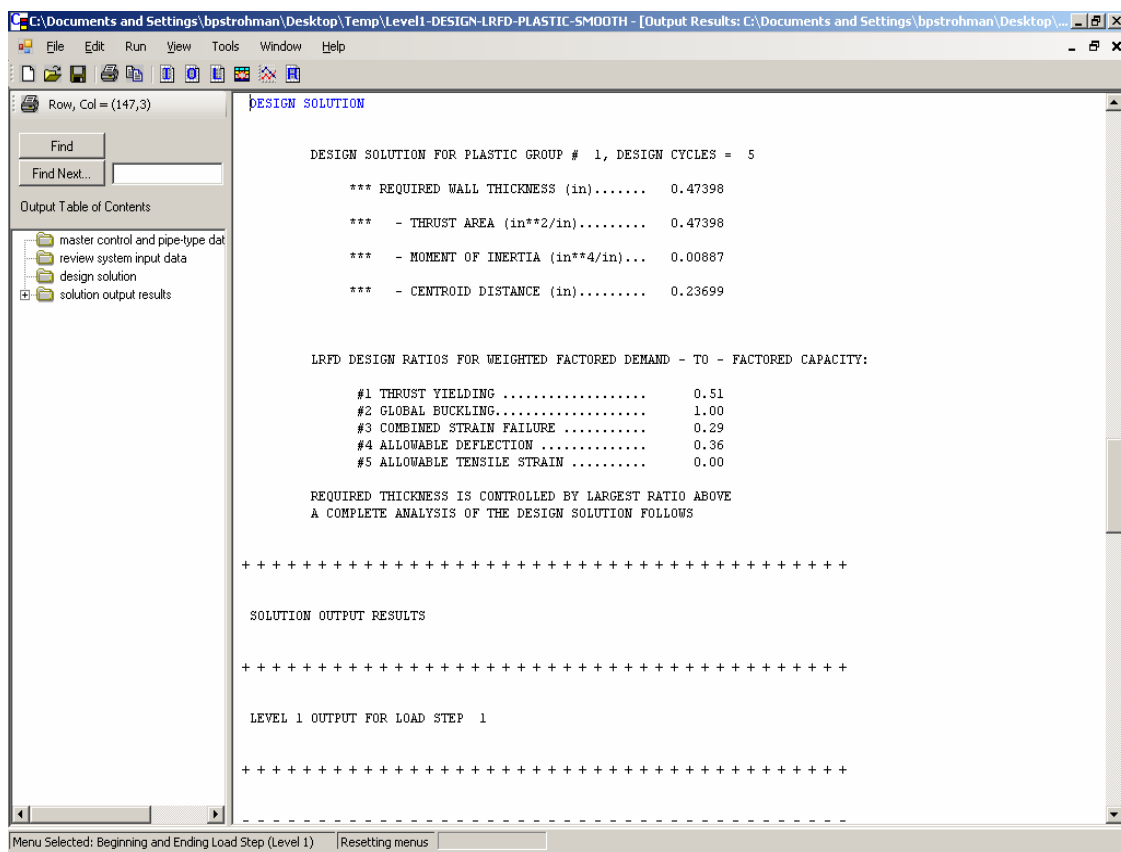 C:\Documents and Settings\bpstrohman\Desktop\Temp\Level1-DESIGN-LRFD-PLASTIC-SMOOTH - [Output Results: C:\Documents and Settings\bpstrohman\Desktop\...
File Edit Run View Tools Window Help
Row, Col = (147,3)
Find
Find Next...
Output Table of Contents
master control and pipe-type dat
review system input data
design solution
solution output results
DESIGN SOLUTION
DESIGN SOLUTION FOR PLASTIC GROUP # 1, DESIGN CYCLES = 5
*** REQUIRED WALL THICKNESS (in)....... 0.47398
*** - THRUST AREA (in**2/in)......... 0.47398
*** - MOMENT OF INERTIA (in**4/in)... 0.00887
*** - CENTROID DISTANCE (in)......... 0.23699
LRFD DESIGN RATIOS FOR WEIGHTED FACTORED DEMAND - TO - FACTORED CAPACITY:
#1 THRUST YIELDING ................... 0.51
#2 GLOBAL BUCKLING.................... 1.00
#3 COMBINED STRAIN FAILURE ........... 0.29
#4 ALLOWABLE DEFLECTION .............. 0.36
#5 ALLOWABLE TENSILE STRAIN .......... 0.00
REQUIRED THICKNESS IS CONTROLLED BY LARGEST RATIO ABOVE
A COMPLETE ANALYSIS OF THE DESIGN SOLUTION FOLLOWS
+ + + + + + + + + + + + + + + + + + + + + + + + + + + + + + + + + + + + + + + +
SOLUTION OUTPUT RESULTS
+ + + + + + + + + + + + + + + + + + + + + + + + + + + + + + + + + + + + + + + +
LEVEL 1 OUTPUT FOR LOAD STEP 1
+ + + + + + + + + + + + + + + + + + + + + + + + + + + + + + + + + + + + + + + +
- - - - - - - - - - - - - - - - - - - - - - - - - - - - - - - - - - - - - - - -
Menu Selected: Beginning and Ending Load Step (Level 1) Resetting menus